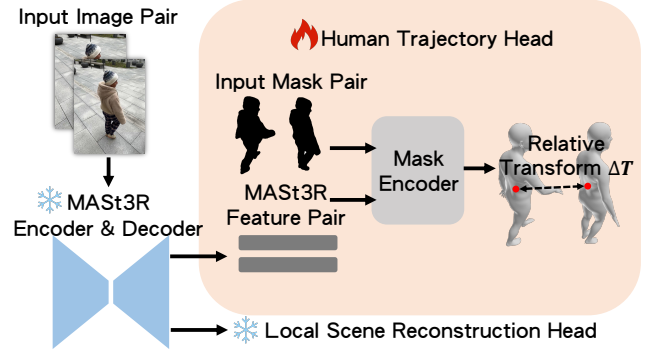 Input Image Pair
Human Trajectory Head
Input Mask Pair
Mask
Encoder
Relative
Transform ΔT
MASt3R
Encoder & Decoder
MASt3R
Feature Pair
Local Scene Reconstruction Head